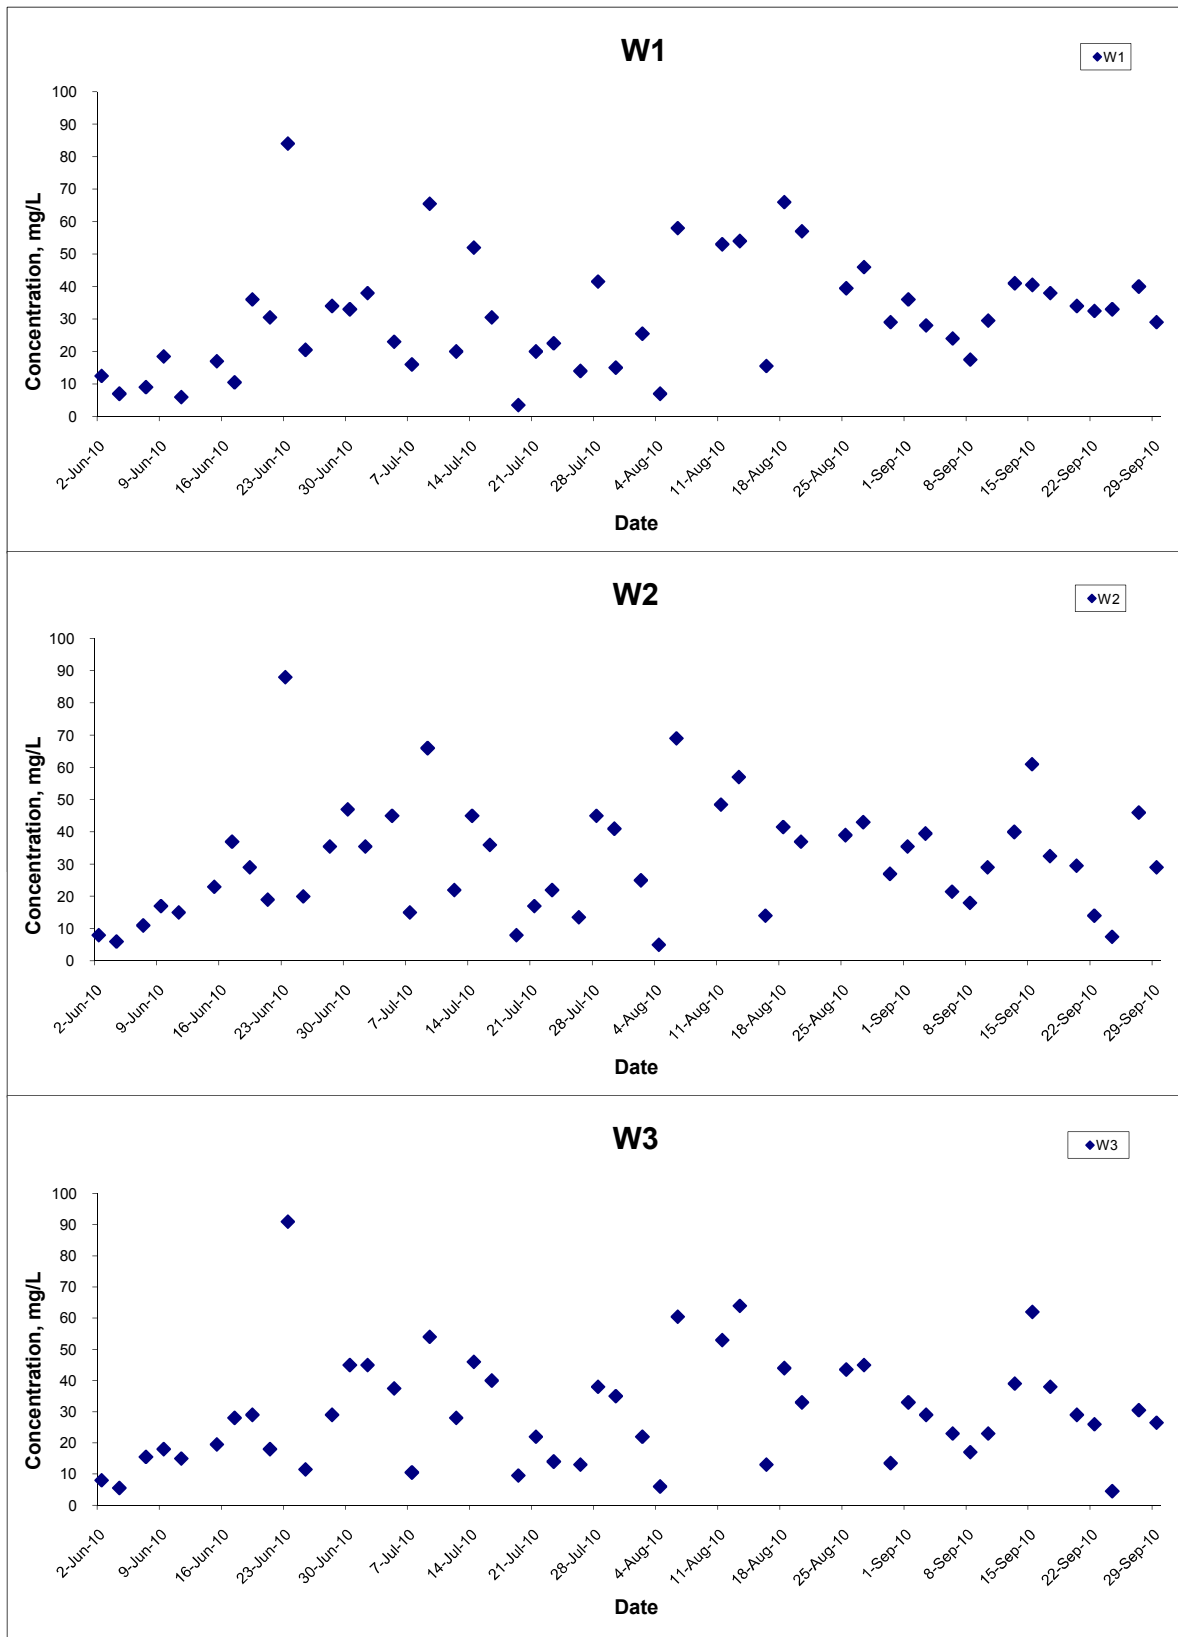 W1
W1
100
90
80
70
60
50
40
30
20
10
0
Concentration, mg/L
2-Jun-10 9-Jun-10 16-Jun-10 23-Jun-10 30-Jun-10 7-Jul-10 14-Jul-10 21-Jul-10 28-Jul-10 4-Aug-10 11-Aug-10 18-Aug-10 25-Aug-10 1-Sep-10 8-Sep-10 15-Sep-10 22-Sep-10 29-Sep-10
Date
W2
W2
100
90
80
70
60
50
40
30
20
10
0
Concentration, mg/L
2-Jun-10 9-Jun-10 16-Jun-10 23-Jun-10 30-Jun-10 7-Jul-10 14-Jul-10 21-Jul-10 28-Jul-10 4-Aug-10 11-Aug-10 18-Aug-10 25-Aug-10 1-Sep-10 8-Sep-10 15-Sep-10 22-Sep-10 29-Sep-10
Date
W3
W3
100
90
80
70
60
50
40
30
20
10
0
Concentration, mg/L
2-Jun-10 9-Jun-10 16-Jun-10 23-Jun-10 30-Jun-10 7-Jul-10 14-Jul-10 21-Jul-10 28-Jul-10 4-Aug-10 11-Aug-10 18-Aug-10 25-Aug-10 1-Sep-10 8-Sep-10 15-Sep-10 22-Sep-10 29-Sep-10
Date